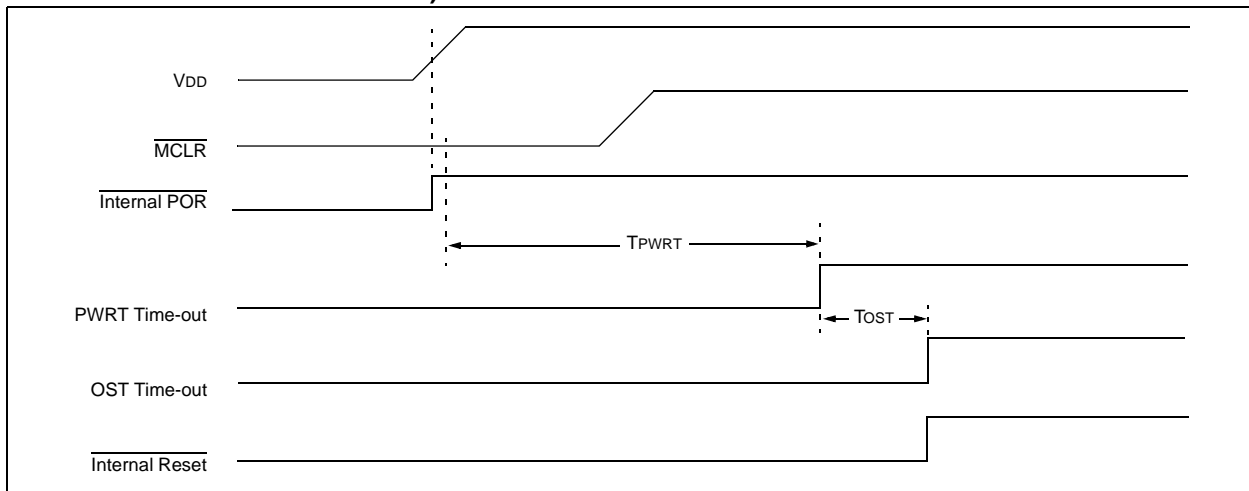 VDD
MCLR
Internal POR
TPWRT
PWRT Time-out
TOST
OST Time-out
Internal Reset